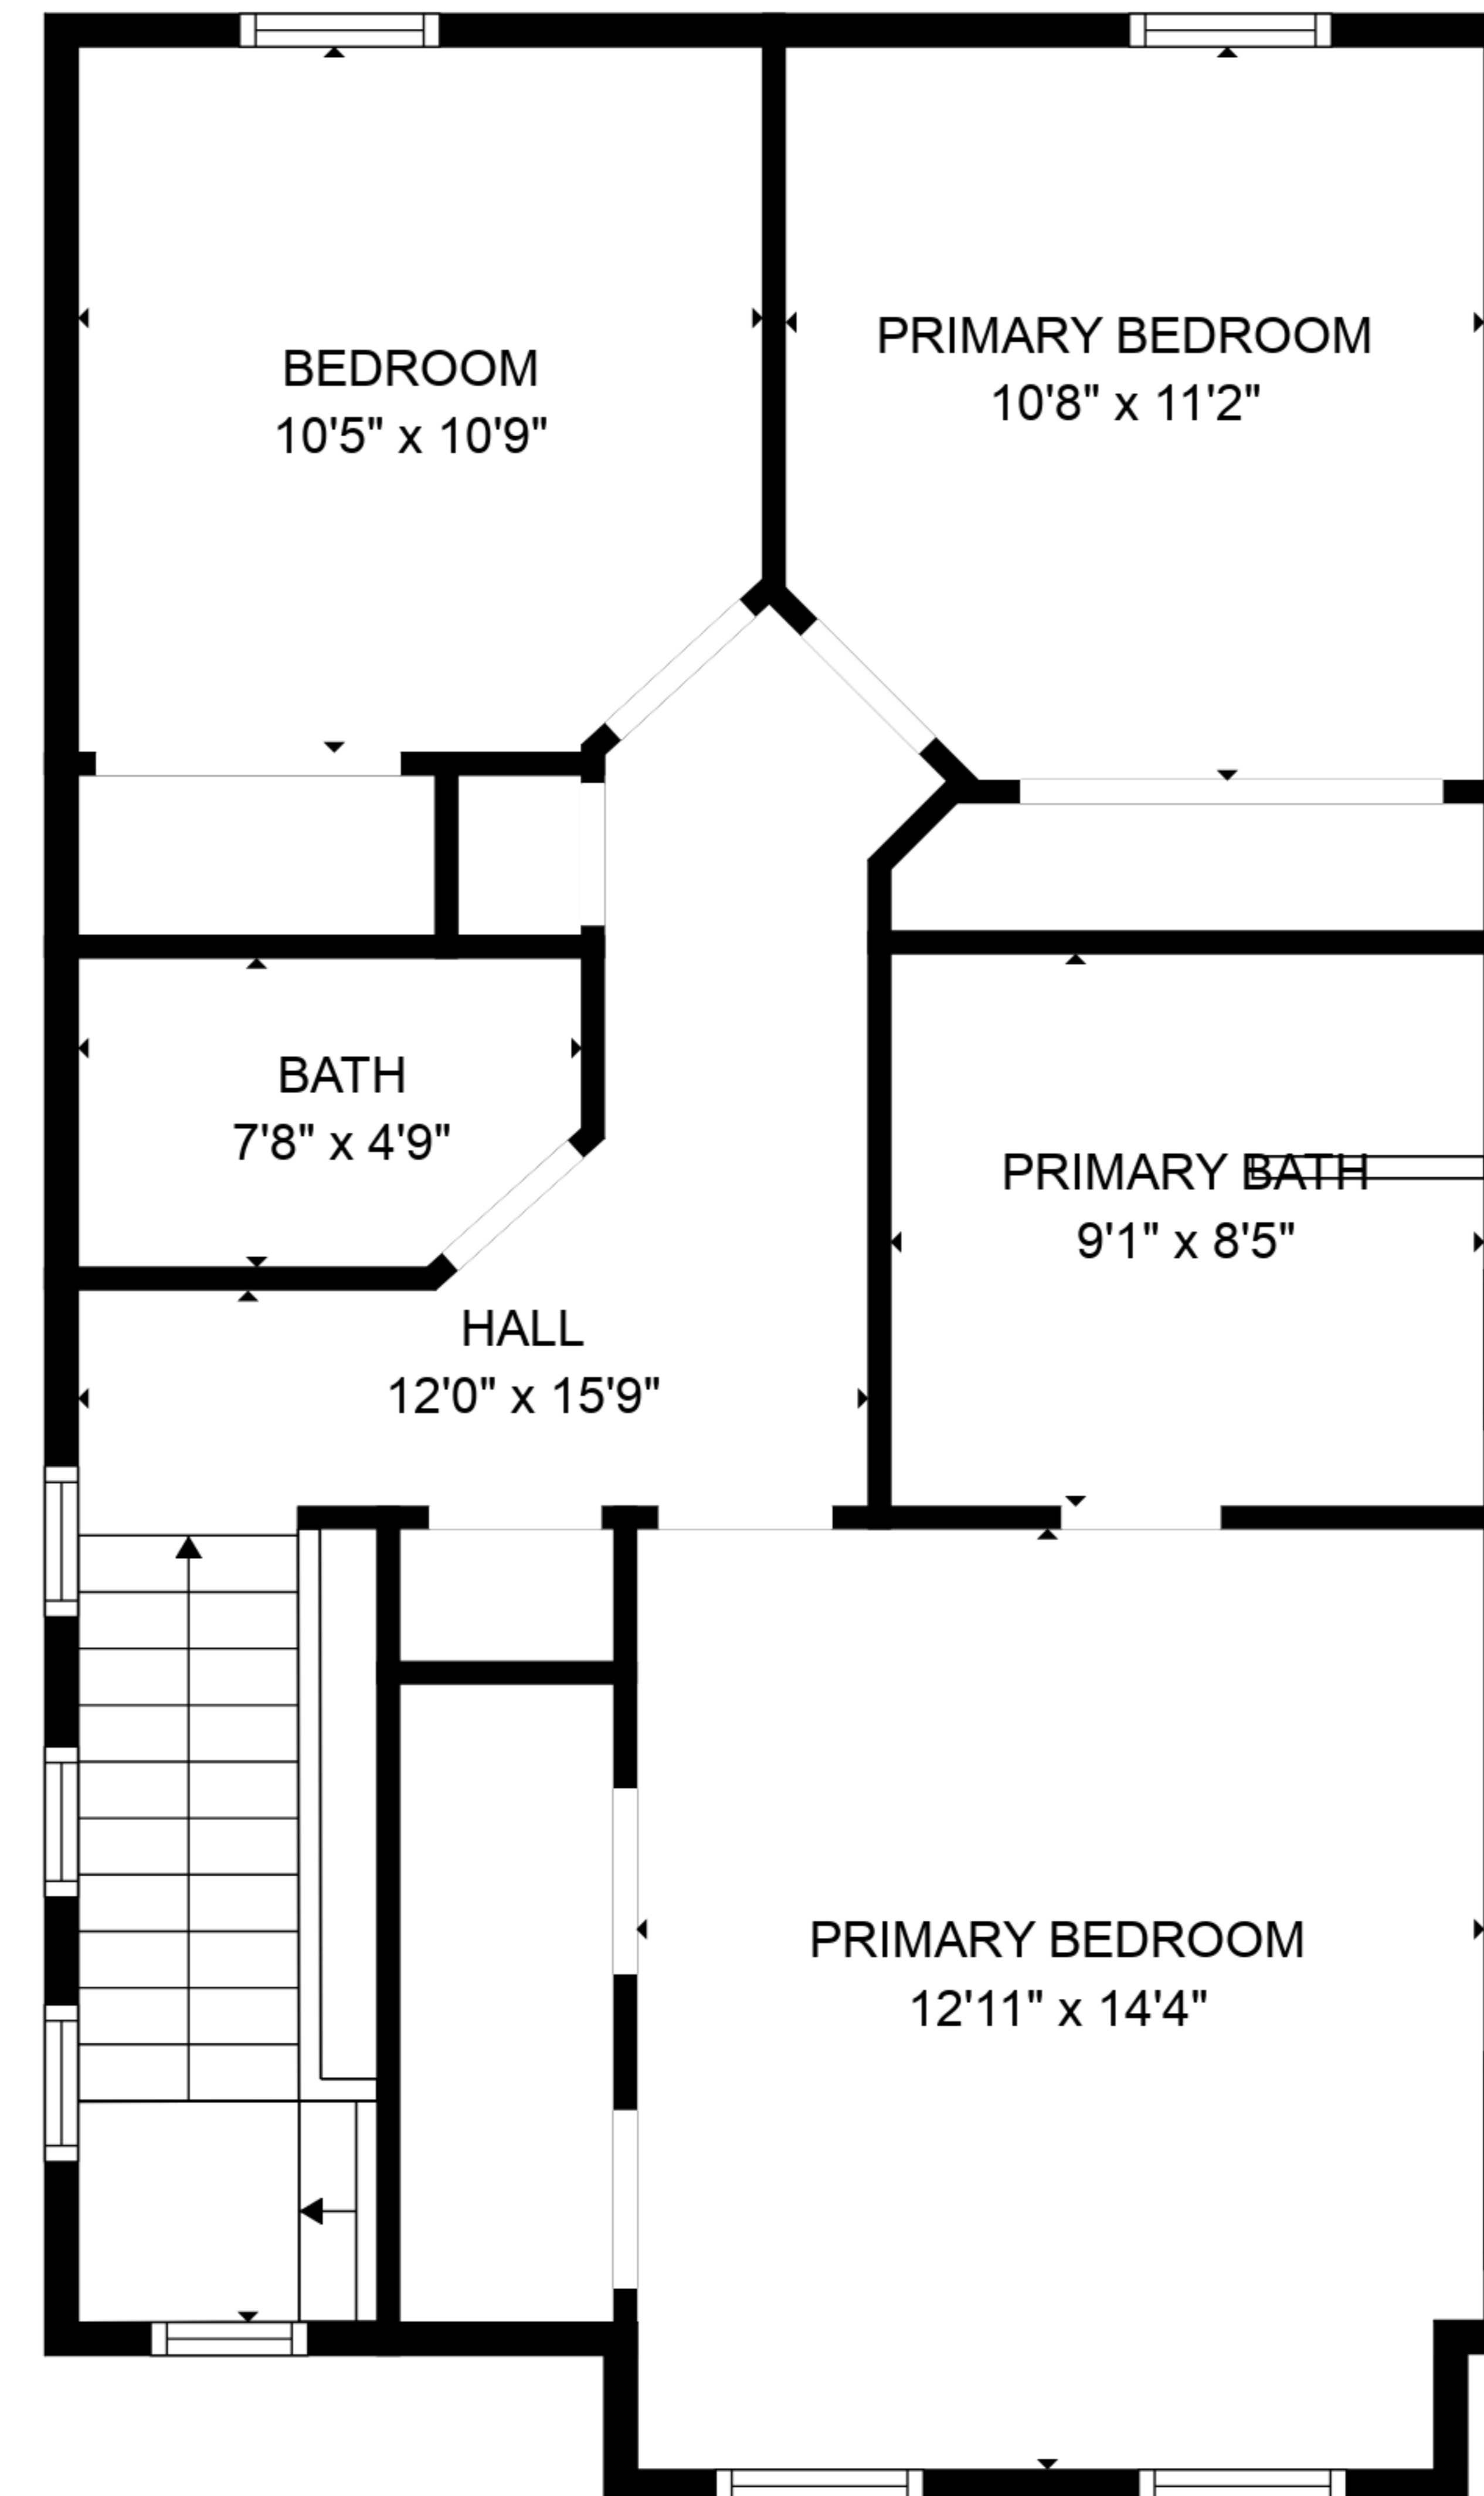 BEDROOM
10'5" x 10'9"
PRIMARY BEDROOM
10'8" x 11'2"
BATH
7'8" x 4'9"
PRIMARY BATH
9'1" x 8'5"
HALL
12'0" x 15'9"
PRIMARY BEDROOM
12'11" x 14'4"